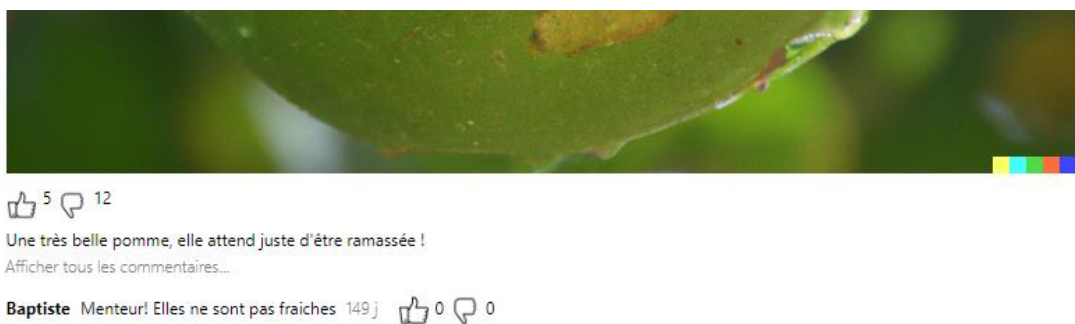 5 12
Une très belle pomme, elle attend juste d'être ramassée !
Afficher tous les commentaires...
Baptiste Menteur! Elles ne sont pas fraiches 149 j 0 0